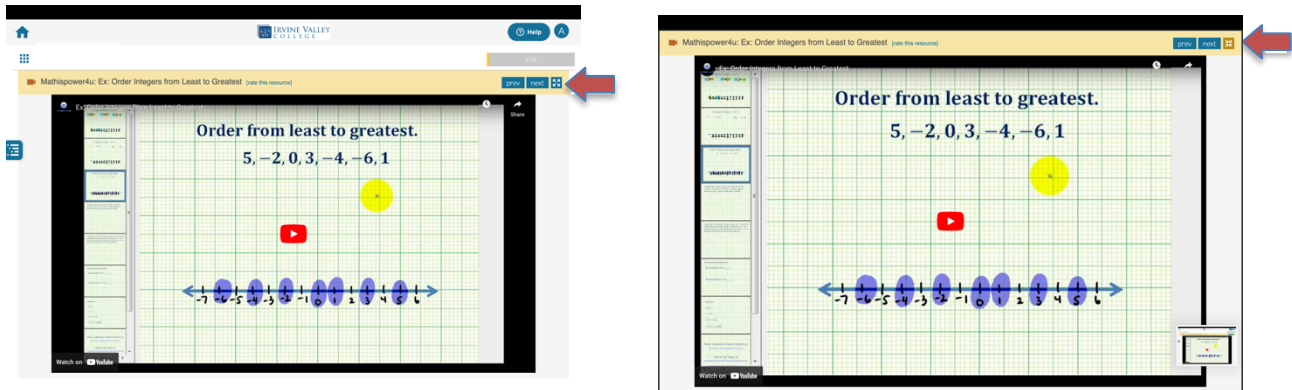 IRVINE VALLEY
COLLEGE
Help
A
Mathispower4u: Ex: Order Integers from Least to Greatest [rate this resource]
prev next
Ex: Order Integers from Least to Greatest
Share
Order from least to greatest.
5, −2, 0, 3, −4, −6, 1
-7 -6 -5 -4 -3 -2 -1 0 1 2 3 4 5 6
Watch on YouTube
Mathispower4u: Ex: Order Integers from Least to Greatest [rate this resource]
prev next
Ex: Order Integers from Least to Greatest
Order from least to greatest.
5, −2, 0, 3, −4, −6, 1
-7 -6 -5 -4 -3 -2 -1 0 1 2 3 4 5 6
Watch on YouTube